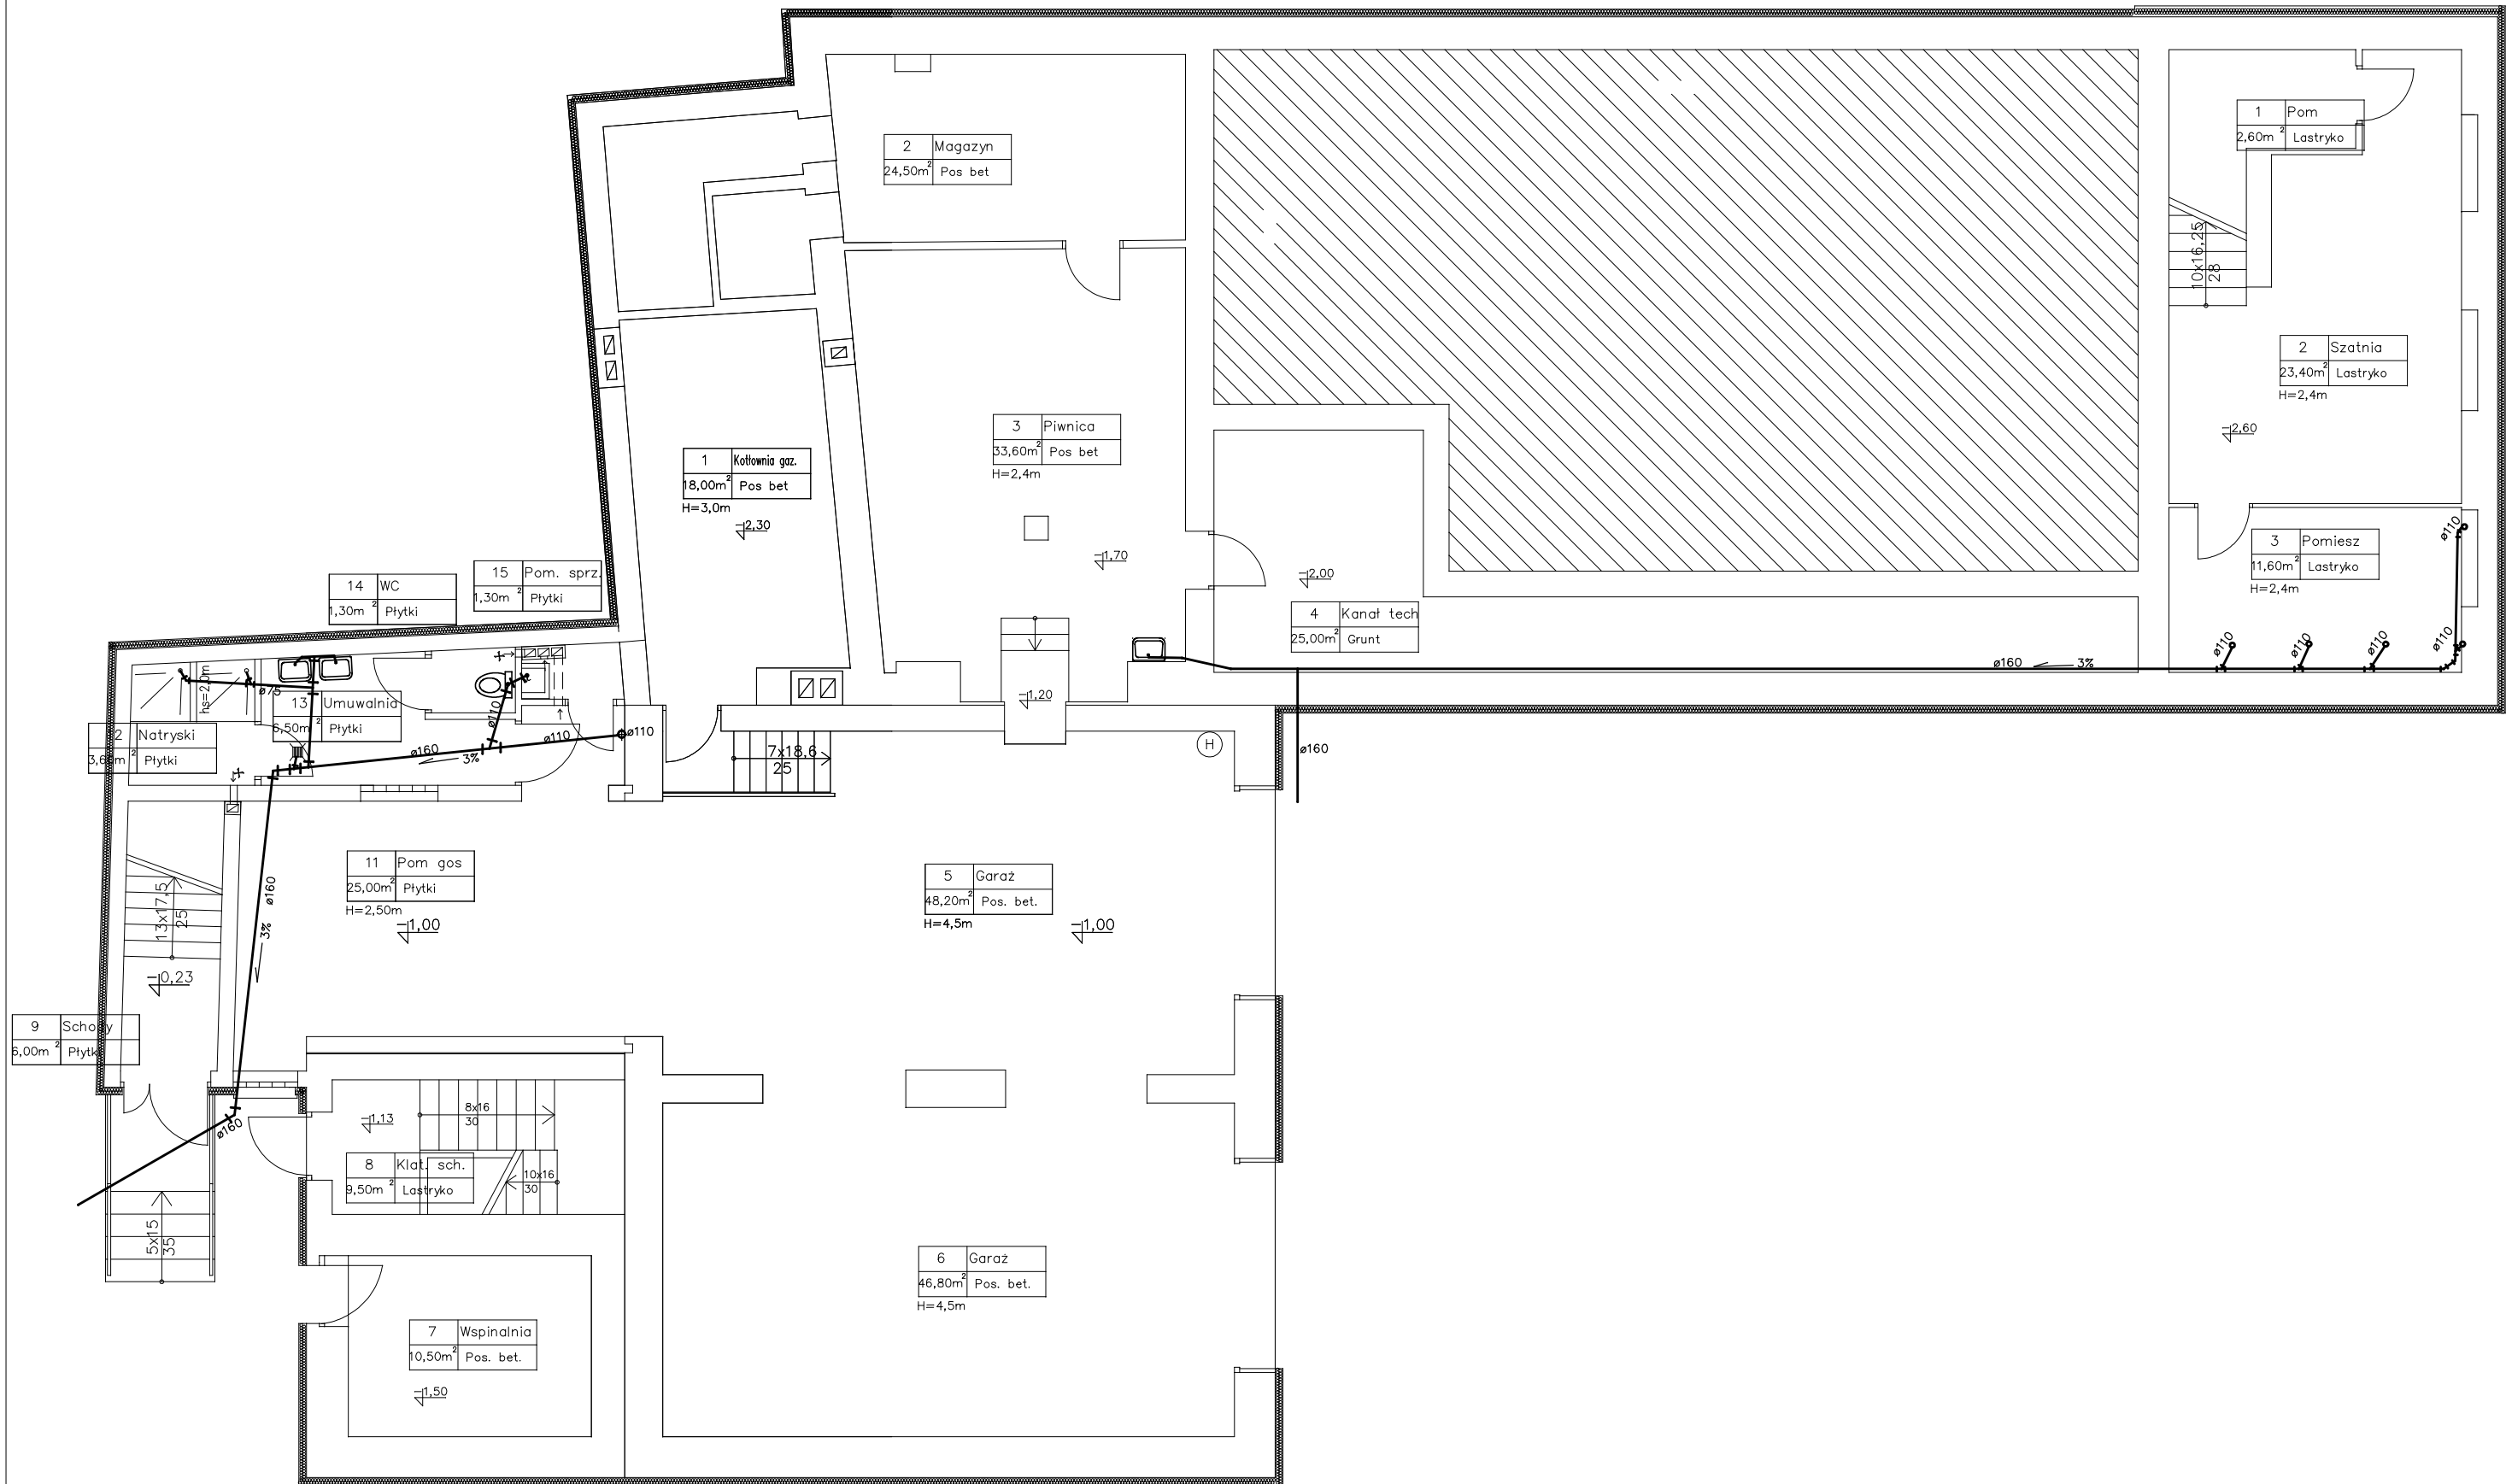 1 Pom
2,60m² Lastryko
2 Magazyn
24,50m² Pos bet
10x16,25
28
2 Szatnia
23,40m² Lastryko
H=2,4m
-2,60
3 Piwnica
33,60m² Pos bet
H=2,4m
1 Kotłownia gaz.
18,00m² Pos bet
H=3,0m
-2,30
-1,70
ø110
3 Pomiesz
11,60m² Lastryko
H=2,4m
15 Pom. sprz.
1,30m² Płytki
14 WC
1,30m² Płytki
-2,00
4 Kanał tech
25,00m² Grunt
ø110
ø110
ø110
ø110
ø160 3%
hs=2,0m
ø75
-1,20
13 Umuwalnia
6,50m² Płytki
ø110
2 Natryski
Płytki
ø160
3%
ø110
ø110
7x18,6
25
H
ø160
11 Pom gos
25,00m² Płytki
H=2,50m
-1,00
5 Garaż
48,20m² Pos. bet.
H=4,5m
-1,00
ø160
3%
13x17,5
25
-0,23
9 Schody
6,00m² Płytki
ø160
-1,13
8x16
30
8 Klat. sch.
9,50m² Lastryko
10x16
30
5x15
35
6 Garaż
46,80m² Pos. bet.
H=4,5m
7 Wspinalnia
10,50m² Pos. bet.
-1,50